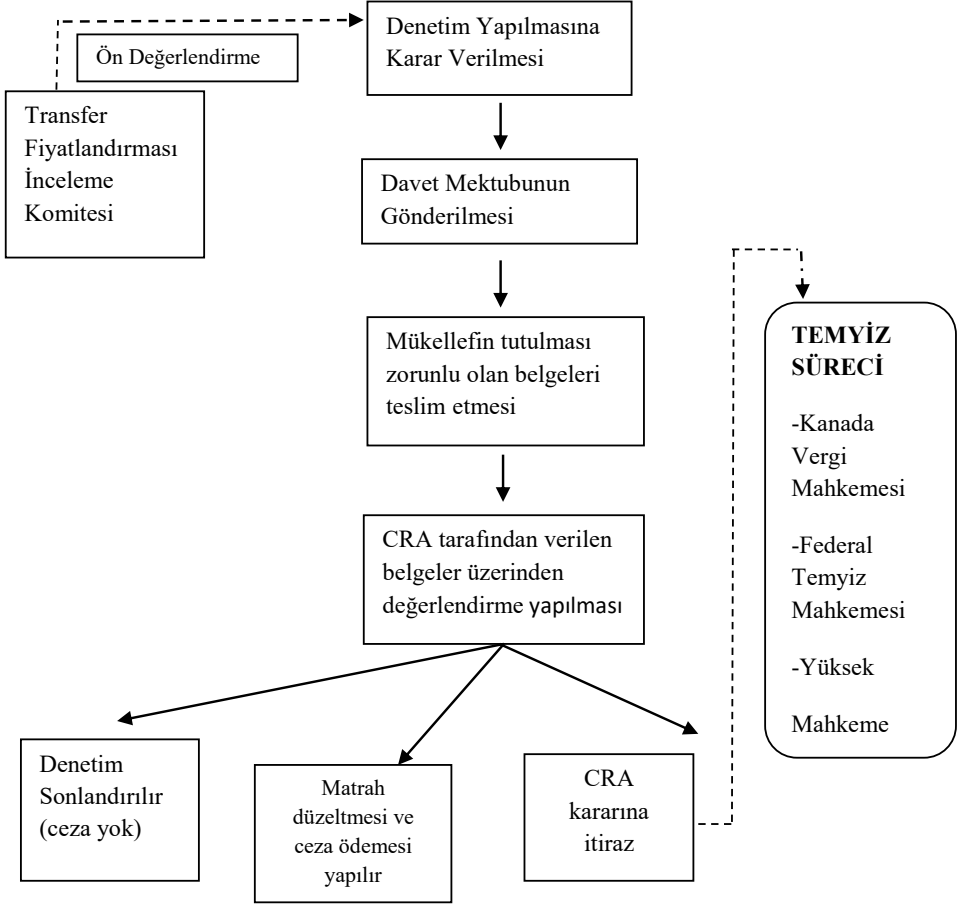 Denetim Yapılmasına
Karar Verilmesi
Ön Değerlendirme
Transfer
Fiyatlandırması
İnceleme
Komitesi
Davet Mektubunun
Gönderilmesi
Mükellefin tutulması
zorunlu olan belgeleri
teslim etmesi
CRA tarafından verilen
belgeler üzerinden
değerlendirme yapılması
Denetim
Sonlandırılır
(ceza yok)
Matrah
düzeltmesi ve
ceza ödemesi
yapılır
CRA
kararına
itiraz
TEMYİZ
SÜRECİ
-Kanada
Vergi
Mahkemesi
-Federal
Temyiz
Mahkemesi
-Yüksek
Mahkeme